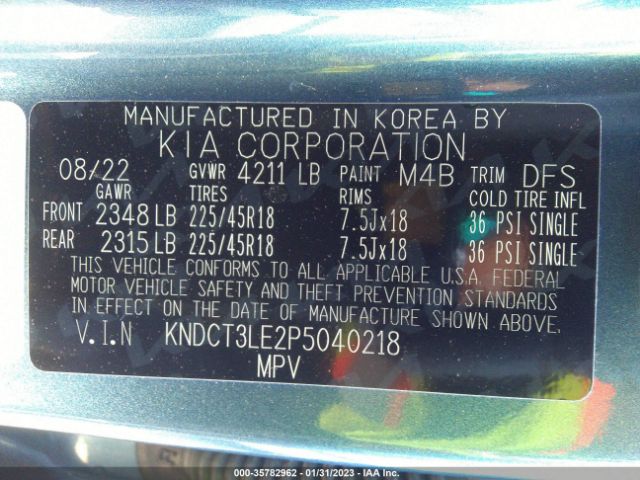 MANUFACTURED IN KOREA BY
KIA CORPORATION
08/22 GVWR 4211 LB PAINT M4B TRIM DFS
GAWR TIRES RIMS COLD TIRE INFL
FRONT 2348 LB 225/45R18 7.5Jx18 36 PSI SINGLE
REAR 2315 LB 225/45R18 7.5Jx18 36 PSI SINGLE
THIS VEHICLE CONFORMS TO ALL APPLICABLE U.S.A. FEDERAL
MOTOR VEHICLE SAFETY AND THEFT PREVENTION STANDARDS
IN EFFECT ON THE DATE OF MANUFACTURE SHOWN ABOVE.
V.I.N KNDCT3LE2P5040218
MPV
000-35782962 - 01/31/2023 - IAA Inc.